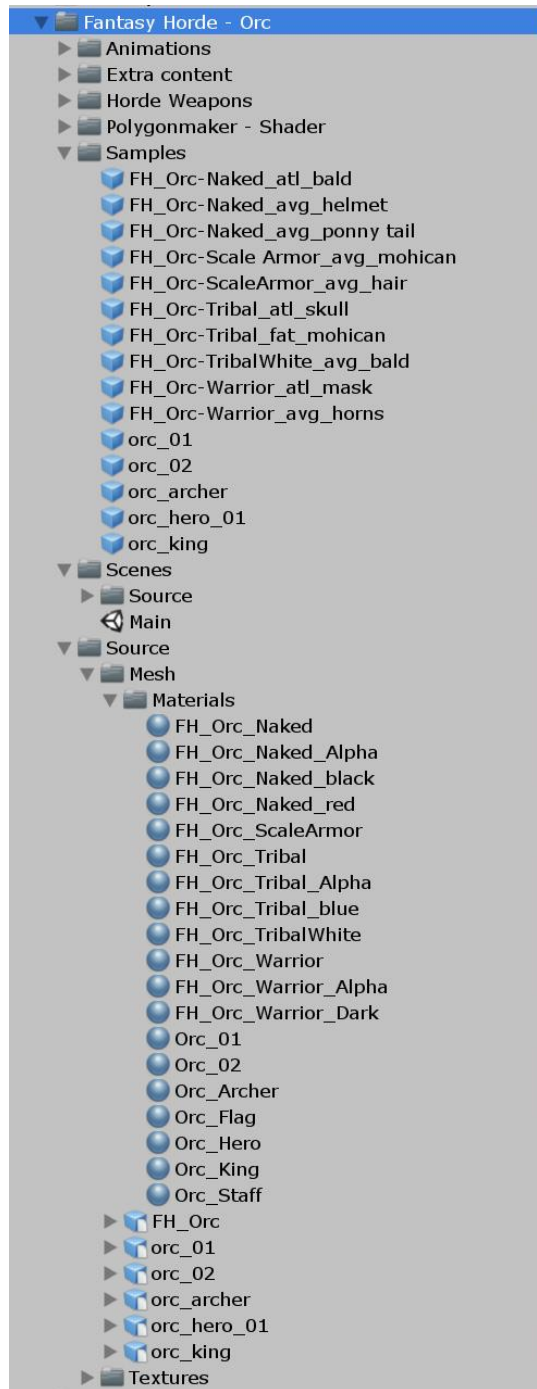 Fantasy Horde - Orc
Animations
Extra content
Horde Weapons
Polygonmaker - Shader
Samples
FH_Orc-Naked_atl_bald
FH_Orc-Naked_avg_helmet
FH_Orc-Naked_avg_ponny tail
FH_Orc-Scale Armor_avg_mohican
FH_Orc-ScaleArmor_avg_hair
FH_Orc-Tribal_atl_skull
FH_Orc-Tribal_fat_mohican
FH_Orc-TribalWhite_avg_bald
FH_Orc-Warrior_atl_mask
FH_Orc-Warrior_avg_horns
orc_01
orc_02
orc_archer
orc_hero_01
orc_king
Scenes
Source
Main
Source
Mesh
Materials
FH_Orc_Naked
FH_Orc_Naked_Alpha
FH_Orc_Naked_black
FH_Orc_Naked_red
FH_Orc_ScaleArmor
FH_Orc_Tribal
FH_Orc_Tribal_Alpha
FH_Orc_Tribal_blue
FH_Orc_TribalWhite
FH_Orc_Warrior
FH_Orc_Warrior_Alpha
FH_Orc_Warrior_Dark
Orc_01
Orc_02
Orc_Archer
Orc_Flag
Orc_Hero
Orc_King
Orc_Staff
FH_Orc
orc_01
orc_02
orc_archer
orc_hero_01
orc_king
Textures